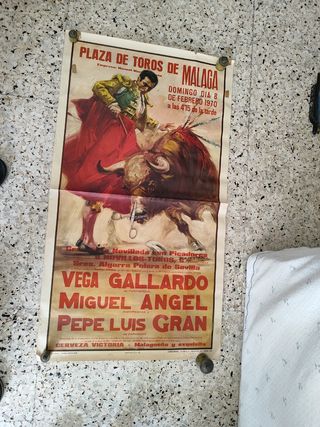 PLAZA DE TOROS DE MALAGA
DOMINGO DIA 8
DE FEBRERO 1970
a las 4'15 de la tarde
Novillada con Picadores
NOVILLOS-TOROS
Sres. Algarra Polera de Sevilla
VEGA GALLARDO
MIGUEL ANGEL
PEPE LUIS GRAN
CERVEZA VICTORIA - Malagueña y exquisita